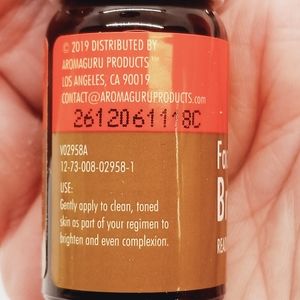 © 2019 DISTRIBUTED BY
AROMAGURU PRODUCTS™
LOS ANGELES, CA 90019
CONTACT@AROMAGURUPRODUCTS.COM
2612061118C
V02958A
12-73-008-02958-1
USE:
Gently apply to clean, toned
skin as part of your regimen to
brighten and even complexion.